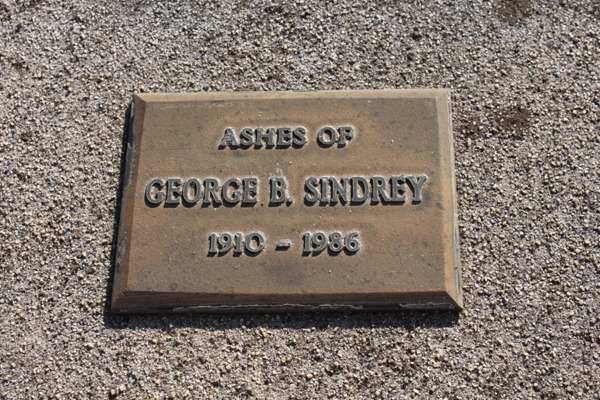 ASHES OF
GEORGE B. SINDREY
1910 - 1986